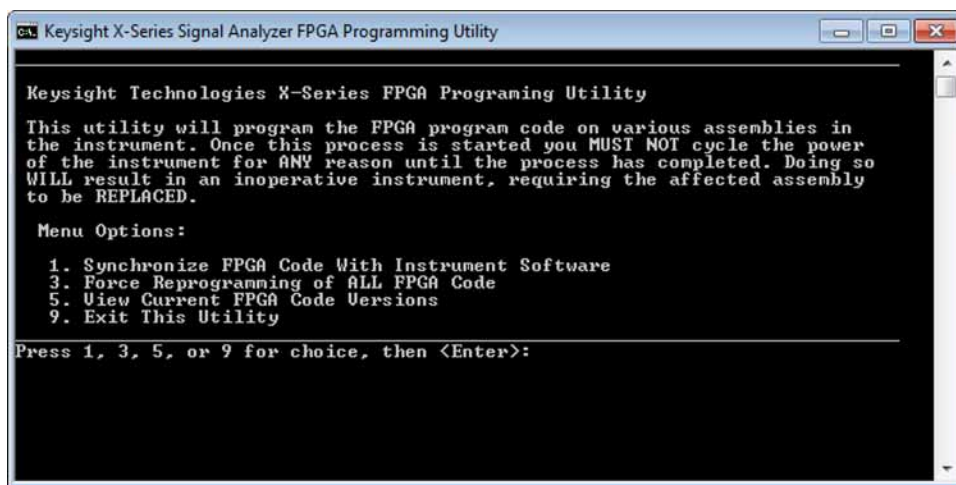 Keysight X-Series Signal Analyzer FPGA Programming Utility
Keysight Technologies X-Series FPGA Programing Utility
This utility will program the FPGA program code on various assemblies in
the instrument. Once this process is started you MUST NOT cycle the power
of the instrument for ANY reason until the process has completed. Doing so
WILL result in an inoperative instrument, requiring the affected assembly
to be REPLACED.
Menu Options:
1. Synchronize FPGA Code With Instrument Software
3. Force Reprogramming of ALL FPGA Code
5. View Current FPGA Code Versions
9. Exit This Utility
Press 1, 3, 5, or 9 for choice, then <Enter>: